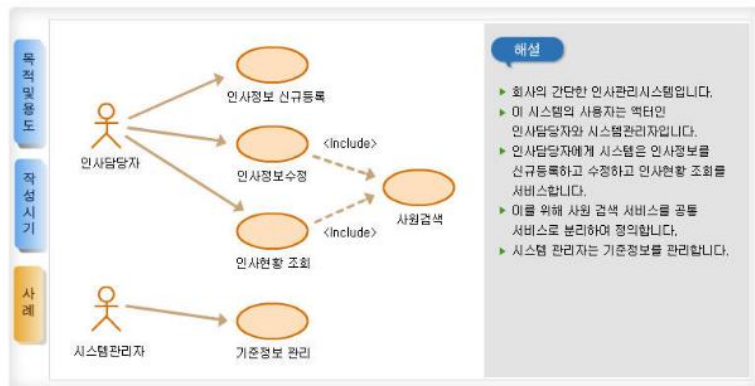 목적및용도
작성시기
사례
인사정보 신규등록
인사담당자
<Include>
인사정보수정
사원검색
<Include>
인사현황 조회
시스템관리자
기준정보 관리
해설
▶ 회사의 간단한 인사관리시스템입니다.
▶ 이 시스템의 사용자는 액터인
인사담당자와 시스템관리자입니다.
▶ 인사담당자에게 시스템은 인사정보를
신규등록하고 수정하고 인사현황 조회를
서비스합니다.
▶ 이를 위해 사원 검색 서비스를 공통
서비스로 분리하여 정의합니다.
▶ 시스템 관리자는 기준정보를 관리합니다.